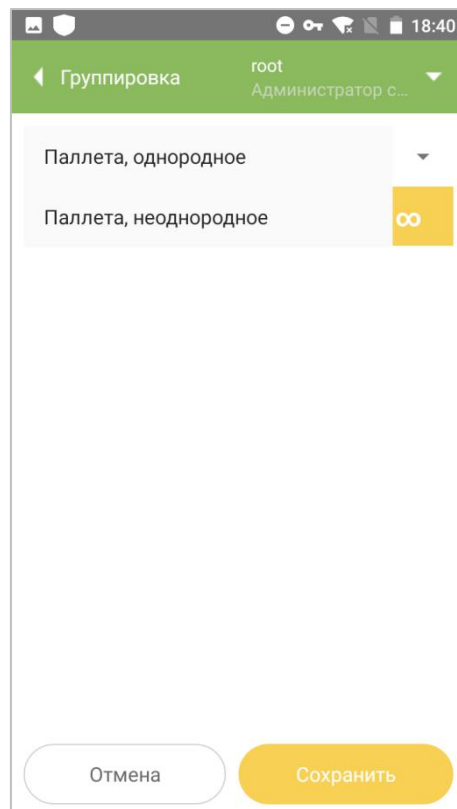 18:40
Группировка
root
Администратор с...
Паллета, однородное
Паллета, неоднородное
∞
Отмена
Сохранить